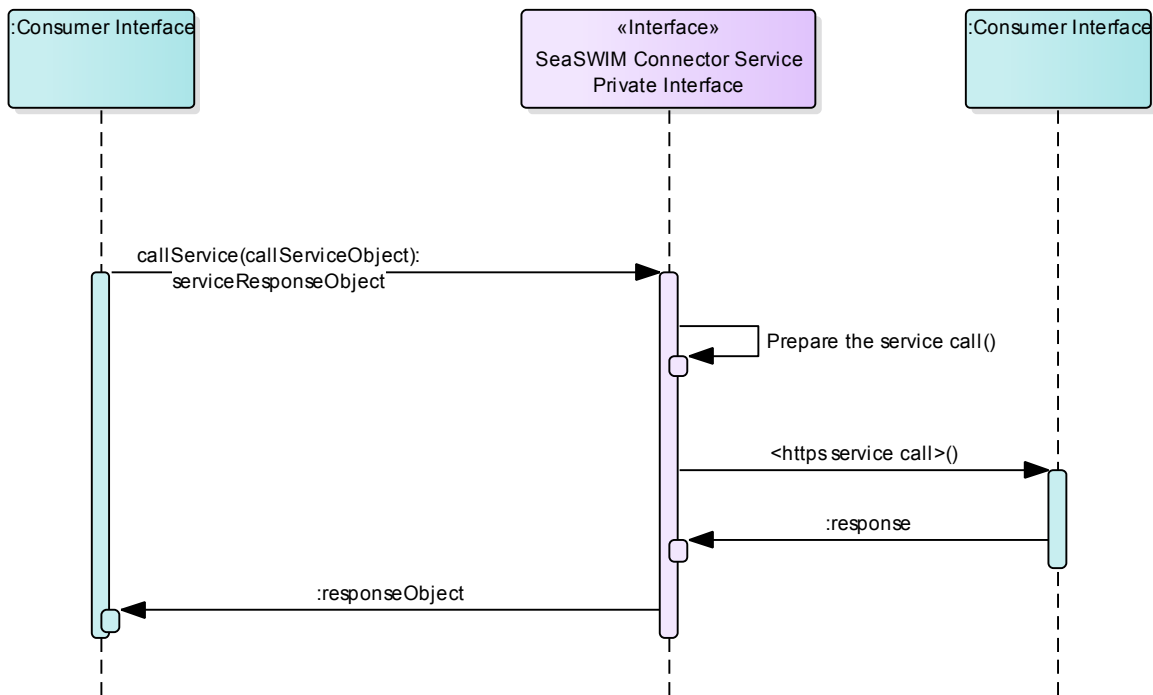 :Consumer Interface
«Interface»
SeaSWIM Connector Service
Private Interface
:Consumer Interface
callService(callServiceObject):
serviceResponseObject
Prepare the service call()
<https service call>()
:response
:responseObject